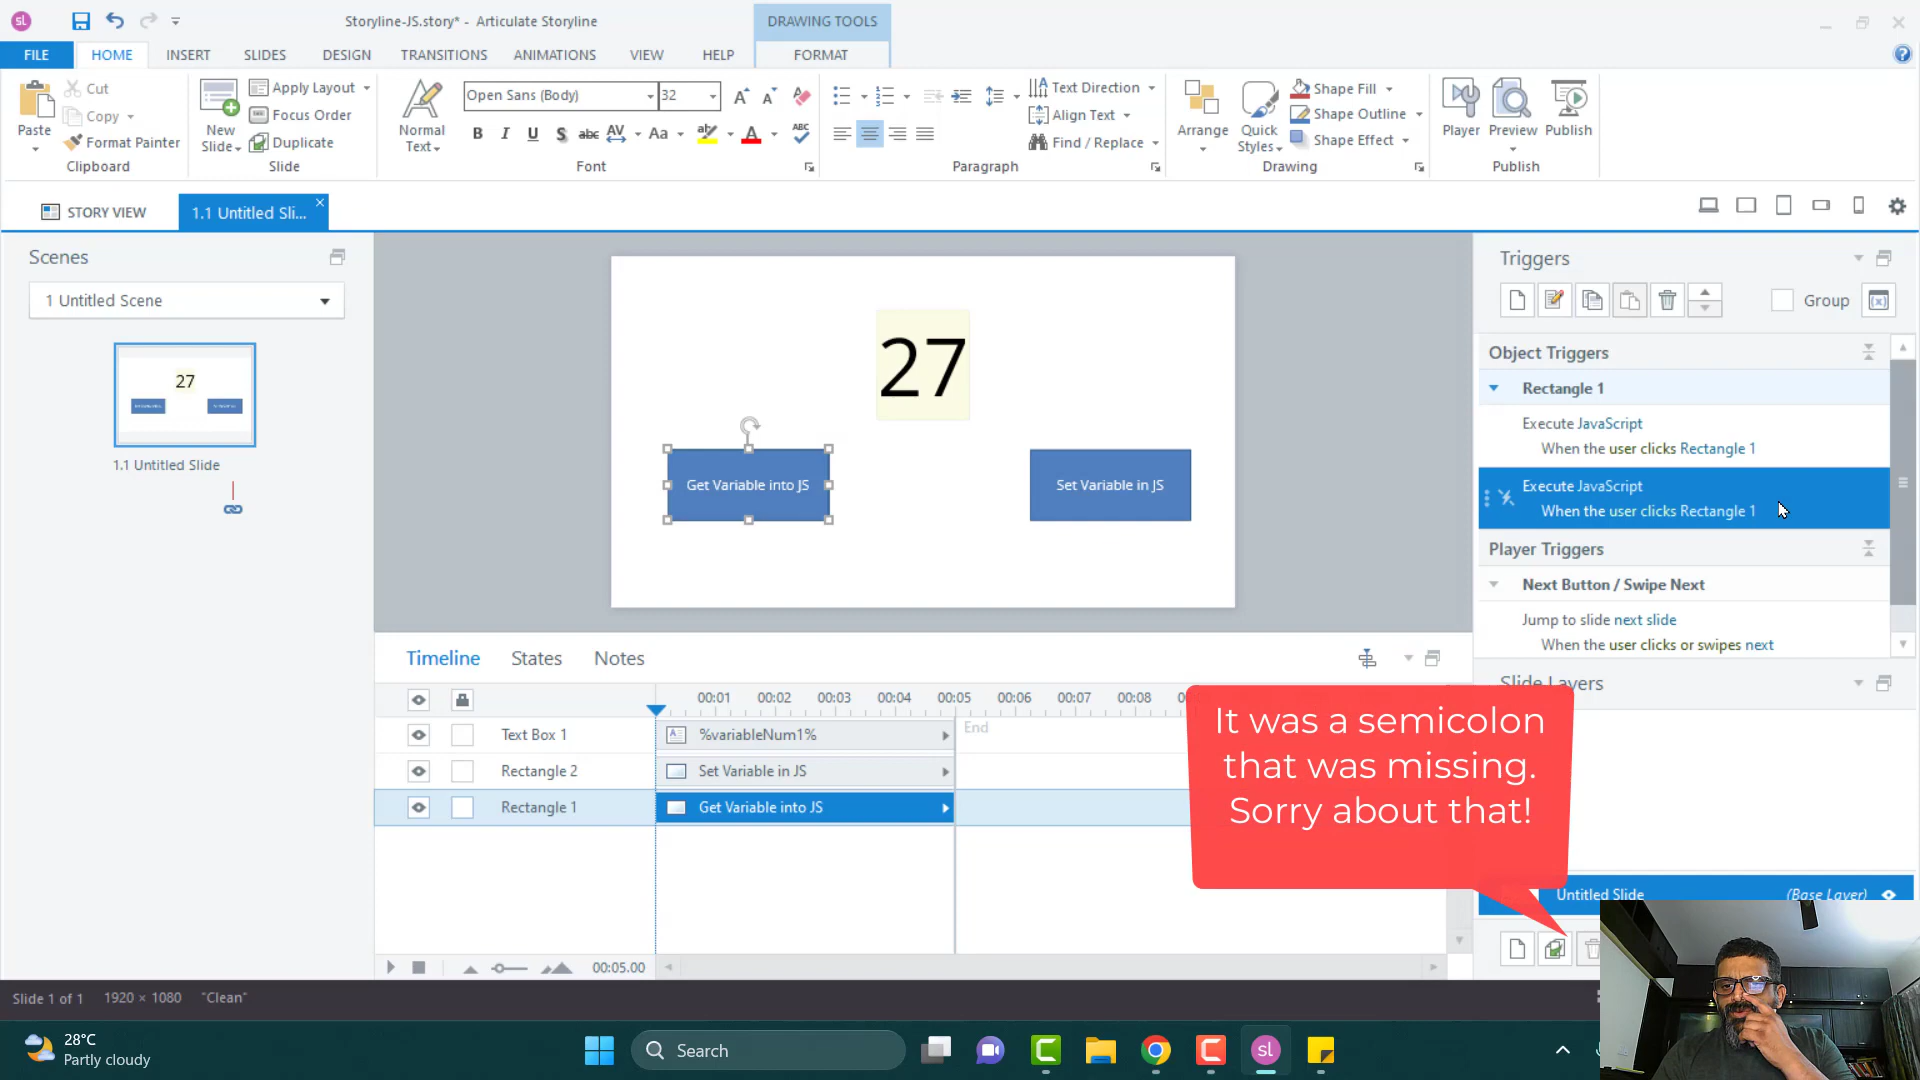 sl
Storyline-JS.story* - Articulate Storyline
DRAWING TOOLS
FILE
HOME
INSERT
SLIDES
DESIGN
TRANSITIONS
ANIMATIONS
VIEW
HELP
FORMAT
Paste
Cut
Copy
Format Painter
Clipboard
New Slide
Apply Layout
Focus Order
Duplicate
Slide
Normal Text
Open Sans (Body)
32
B I U S abc AV Aa A ABC
Font
Text Direction
Align Text
Find / Replace
Paragraph
Arrange
Quick Styles
Shape Fill
Shape Outline
Shape Effect
Drawing
Player
Preview
Publish
Publish
STORY VIEW
1.1 Untitled Sli...
Scenes
1 Untitled Scene
27
1.1 Untitled Slide
27
Get Variable into JS
Set Variable in JS
Triggers
Group
Object Triggers
Rectangle 1
Execute JavaScript
When the user clicks Rectangle 1
Execute JavaScript
When the user clicks Rectangle 1
Player Triggers
Next Button / Swipe Next
Jump to slide next slide
When the user clicks or swipes next
Slide Layers
Untitled Slide
(Base Layer)
Timeline
States
Notes
00:01 00:02 00:03 00:04 00:05 00:06 00:07 00:08
Text Box 1
%variableNum1%
End
Rectangle 2
Set Variable in JS
Rectangle 1
Get Variable into JS
00:05.00
It was a semicolon
that was missing.
Sorry about that!
Slide 1 of 1
1920 × 1080
"Clean"
28°C
Partly cloudy
Search
sl